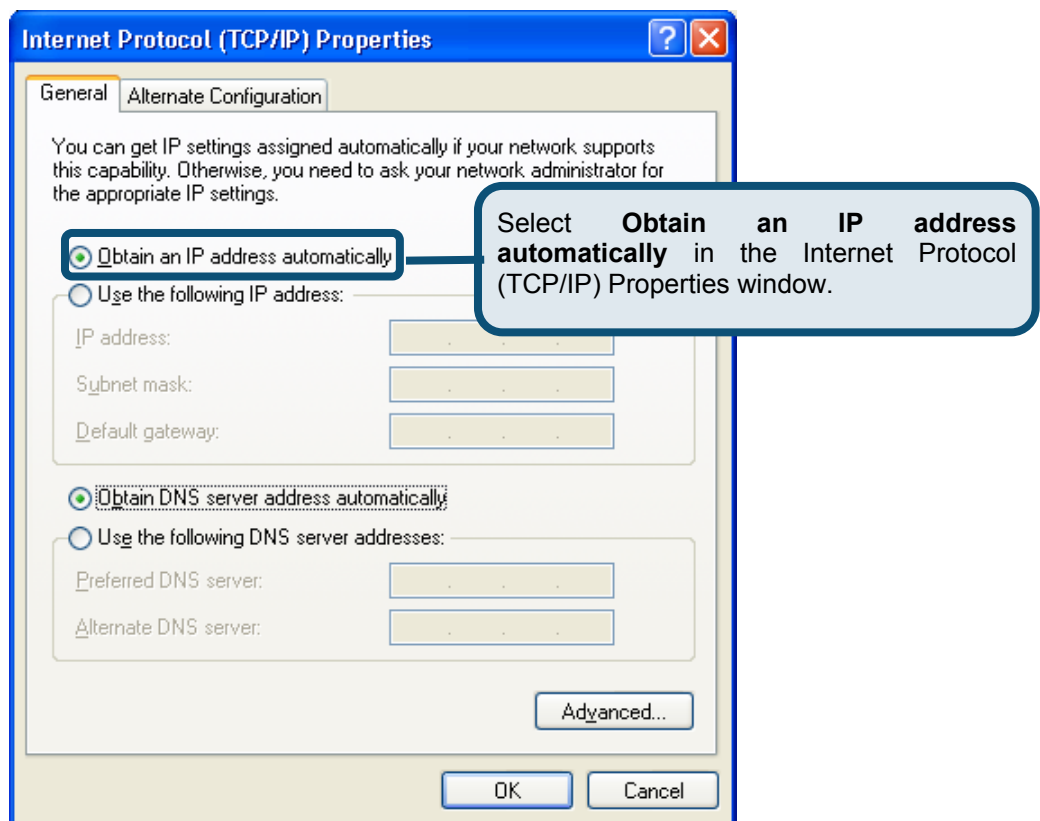 Internet Protocol (TCP/IP) Properties
General
Alternate Configuration
You can get IP settings assigned automatically if your network supports
this capability. Otherwise, you need to ask your network administrator for
the appropriate IP settings.
Select Obtain an IP address
automatically in the Internet Protocol
(TCP/IP) Properties window.
Obtain an IP address automatically
Use the following IP address:
IP address:
Subnet mask:
Default gateway:
Obtain DNS server address automatically
Use the following DNS server addresses:
Preferred DNS server:
Alternate DNS server:
Advanced...
OK
Cancel